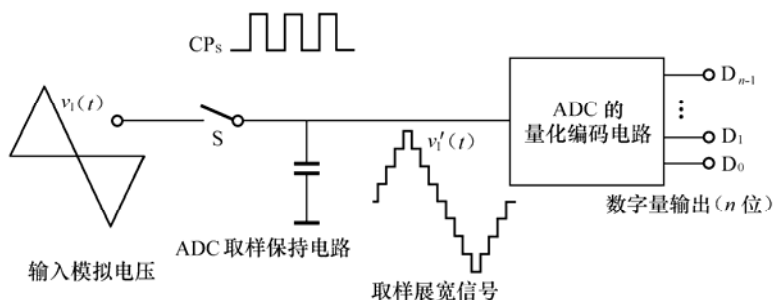 CPs
vI(t)
S
vI′(t)
ADC 的
量化编码电路
Dn-1
D1
D0
数字量输出(n 位)
ADC 取样保持电路
输入模拟电压
取样展宽信号